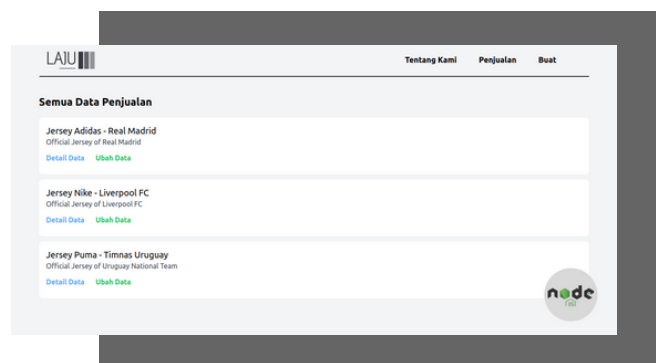 LAJU
Tentang Kami Penjualan Buat
Semua Data Penjualan
Jersey Adidas - Real Madrid
Official Jersey of Real Madrid
Detail Data Ubah Data
Jersey Nike - Liverpool FC
Official Jersey of Liverpool FC
Detail Data Ubah Data
Jersey Puma - Timnas Uruguay
Official Jersey of Uruguay National Team
Detail Data Ubah Data
node